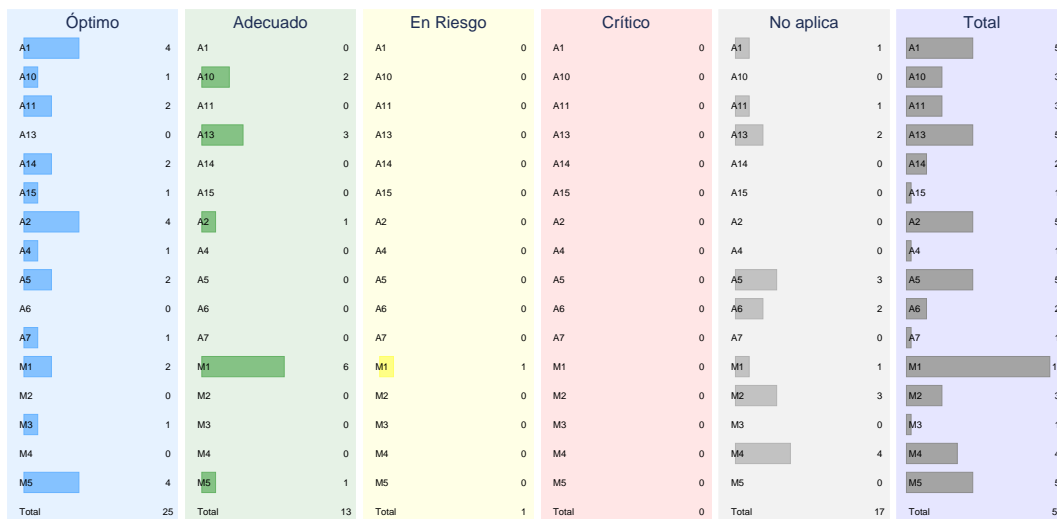 Óptimo Adecuado En Riesgo Crítico No aplica Total
A1 4 A1 0 A1 0 A1 0 A1 1 A1 5
A10 1 A10 2 A10 0 A10 0 A10 0 A10 3
A11 2 A11 0 A11 0 A11 0 A11 1 A11 3
A13 0 A13 3 A13 0 A13 0 A13 2 A13 5
A14 2 A14 0 A14 0 A14 0 A14 0 A14 2
A15 1 A15 0 A15 0 A15 0 A15 0 A15 1
A2 4 A2 1 A2 0 A2 0 A2 0 A2 5
A4 1 A4 0 A4 0 A4 0 A4 0 A4 1
A5 2 A5 0 A5 0 A5 0 A5 3 A5 5
A6 0 A6 0 A6 0 A6 0 A6 2 A6 2
A7 1 A7 0 A7 0 A7 0 A7 0 A7 1
M1 2 M1 6 M1 1 M1 0 M1 1 M1 1
M2 0 M2 0 M2 0 M2 0 M2 3 M2 3
M3 1 M3 0 M3 0 M3 0 M3 0 M3 1
M4 0 M4 0 M4 0 M4 0 M4 4 M4 4
M5 4 M5 1 M5 0 M5 0 M5 0 M5 5
Total 25 Total 13 Total 1 Total 0 Total 17 Total 5